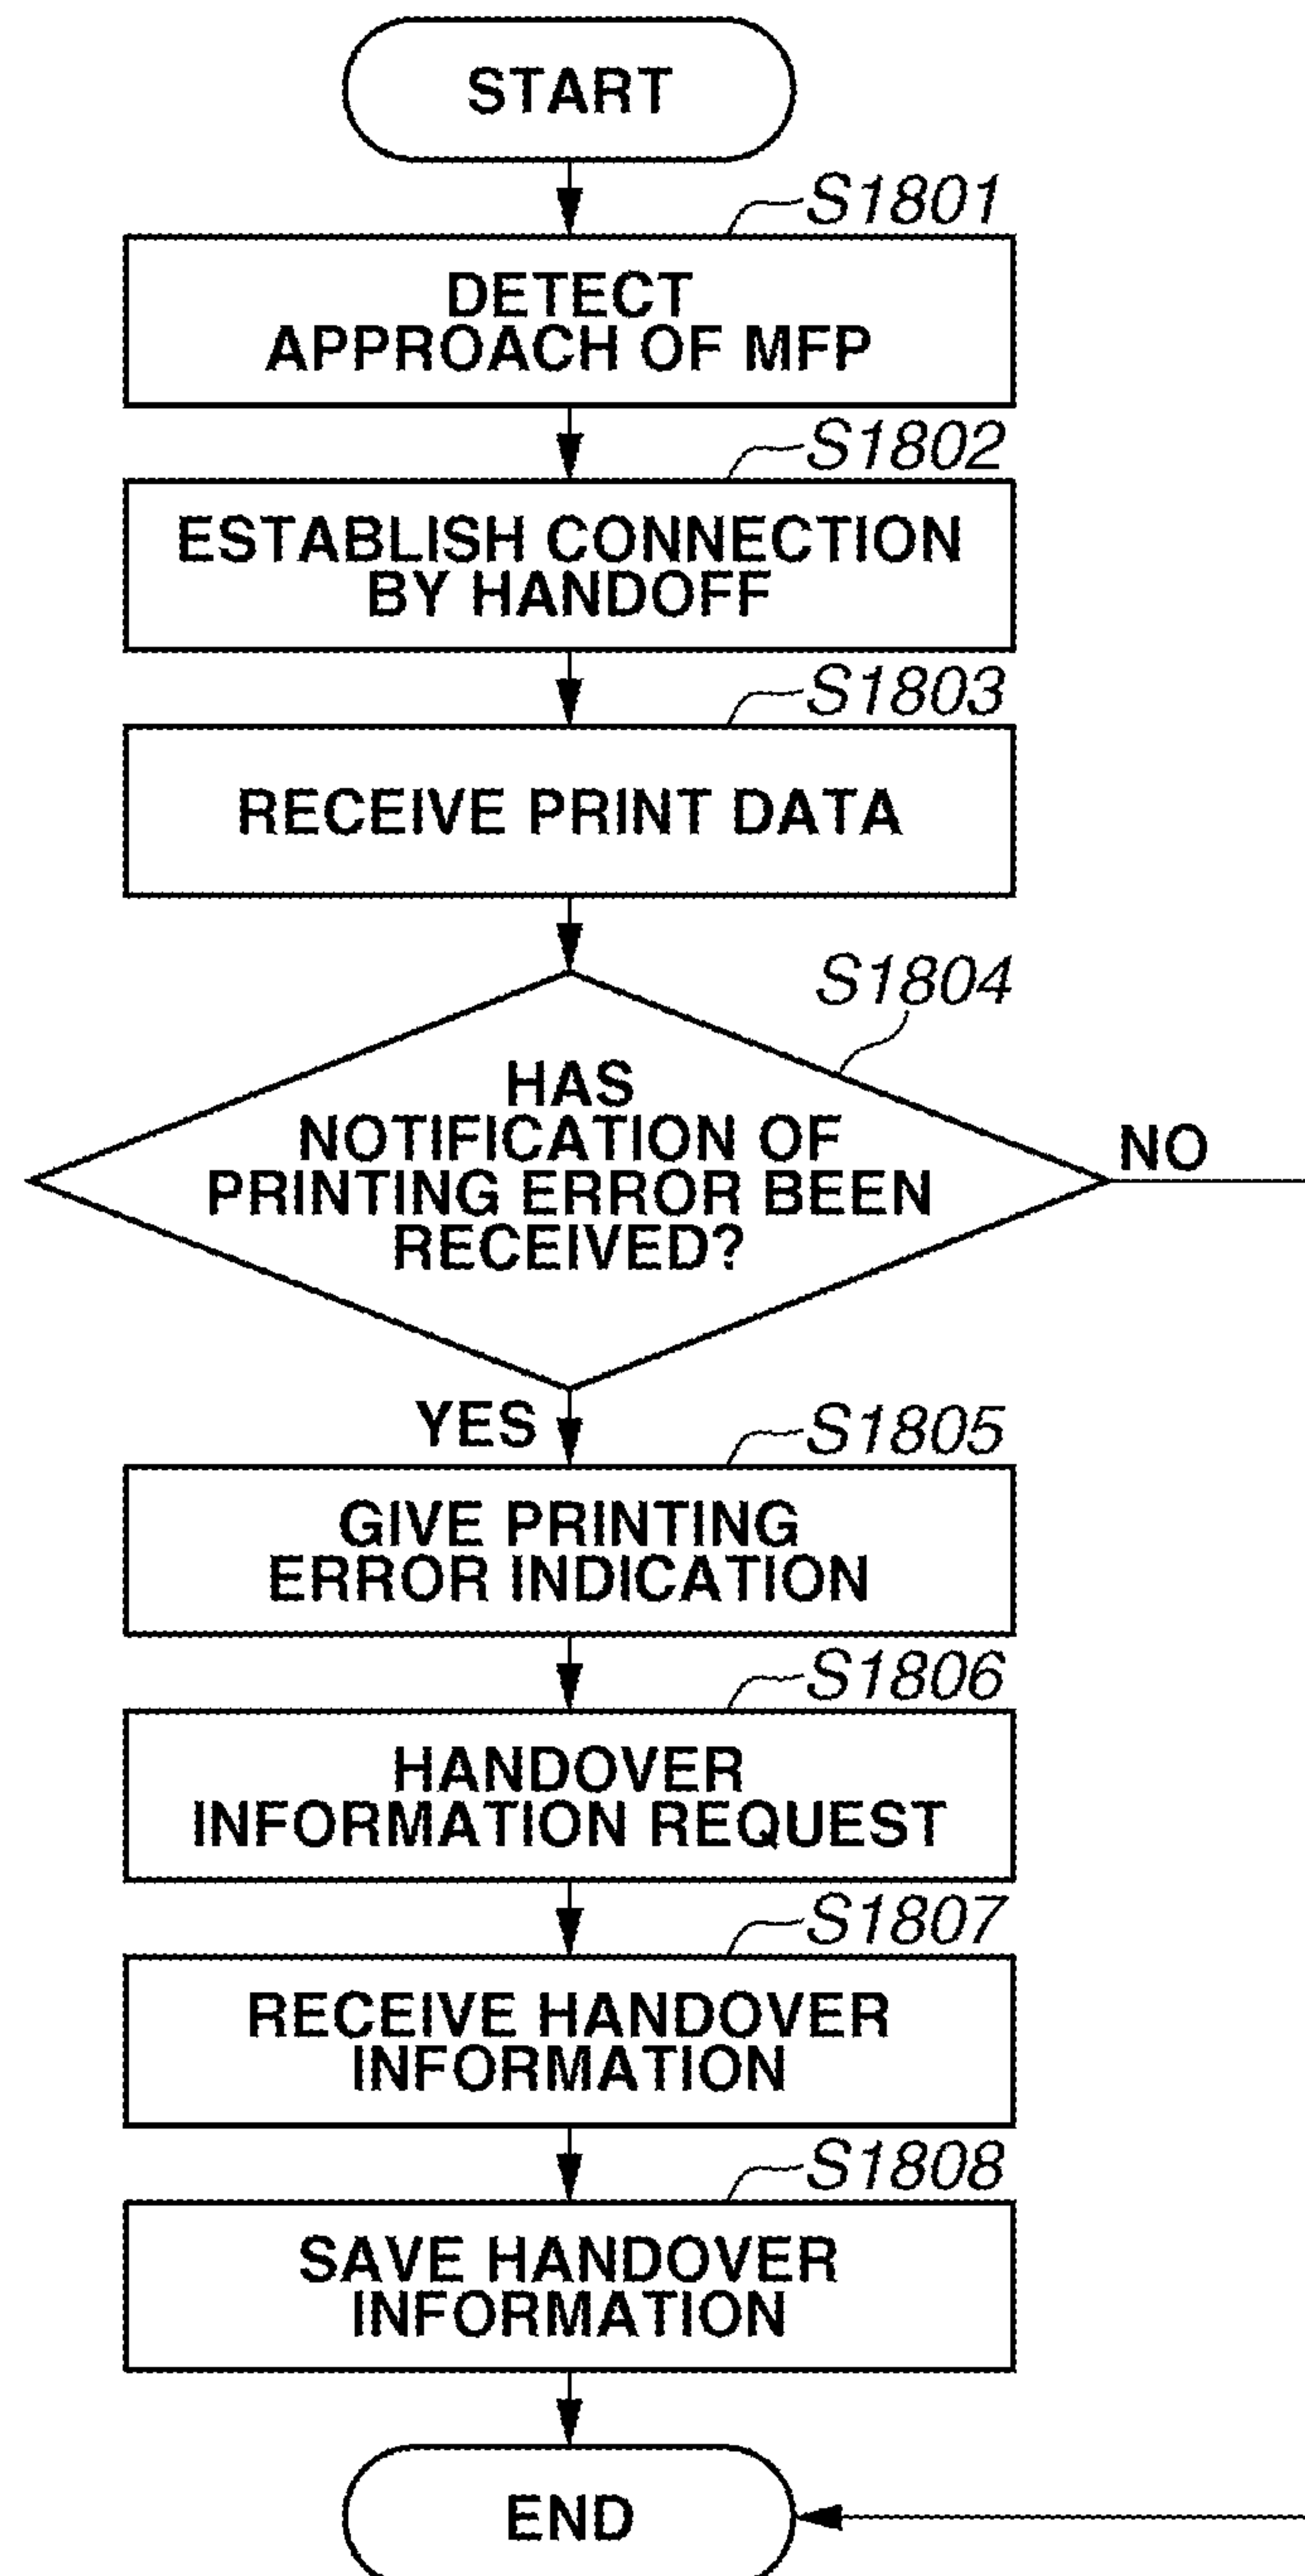 START
S1801
DETECT
APPROACH OF MFP
S1802
ESTABLISH CONNECTION
BY HANDOFF
S1803
RECEIVE PRINT DATA
S1804
HAS
NOTIFICATION OF
PRINTING ERROR BEEN
RECEIVED?
NO
YES
S1805
GIVE PRINTING
ERROR INDICATION
S1806
HANDOVER
INFORMATION REQUEST
S1807
RECEIVE HANDOVER
INFORMATION
S1808
SAVE HANDOVER
INFORMATION
END